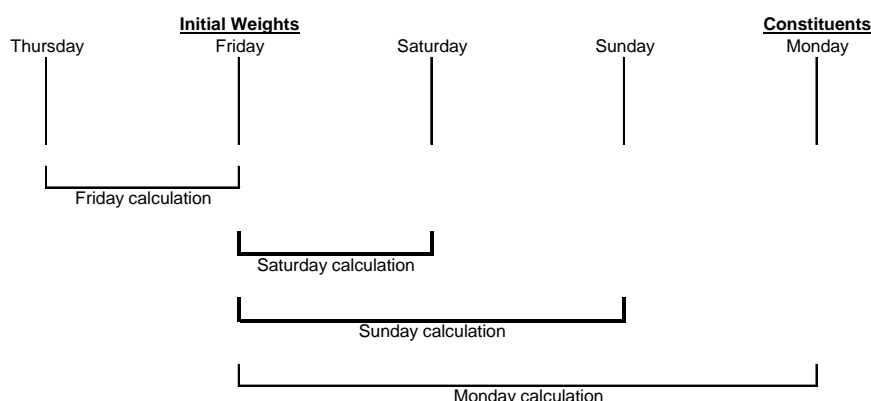 Initial Weights Constituents
Thursday Friday Saturday Sunday Monday
Friday calculation
Saturday calculation
Sunday calculation
Monday calculation